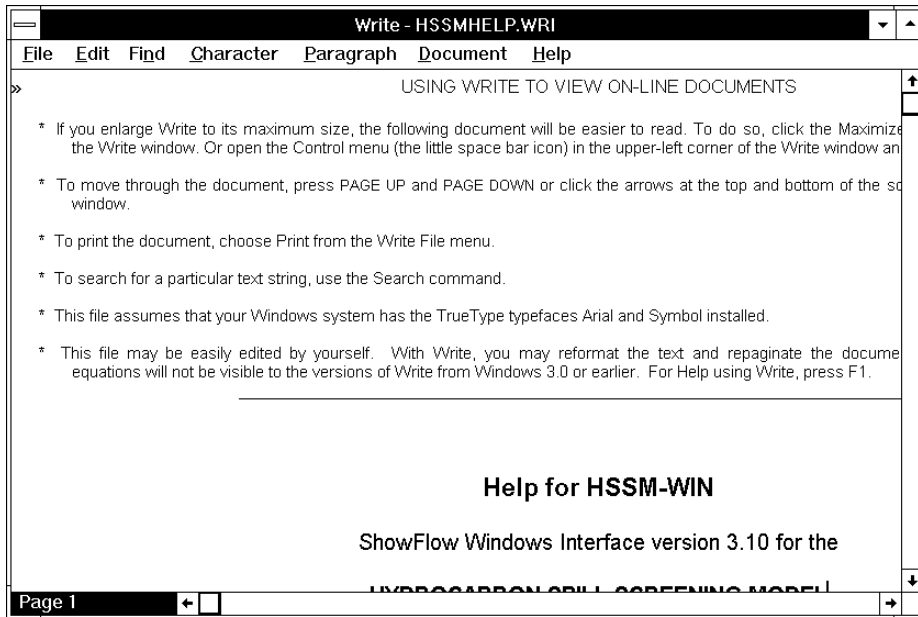 Write - HSSMHELP.WRI
File Edit Find Character Paragraph Document Help
» USING WRITE TO VIEW ON-LINE DOCUMENTS
* If you enlarge Write to its maximum size, the following document will be easier to read. To do so, click the Maximize
the Write window. Or open the Control menu (the little space bar icon) in the upper-left corner of the Write window an
* To move through the document, press PAGE UP and PAGE DOWN or click the arrows at the top and bottom of the sc
window.
* To print the document, choose Print from the Write File menu.
* To search for a particular text string, use the Search command.
* This file assumes that your Windows system has the TrueType typefaces Arial and Symbol installed.
* This file may be easily edited by yourself. With Write, you may reformat the text and repaginate the docume
equations will not be visible to the versions of Write from Windows 3.0 or earlier. For Help using Write, press F1.
Help for HSSM-WIN
ShowFlow Windows Interface version 3.10 for the
HYDROCARBON SPILL SCREENING MODEL
Page 1